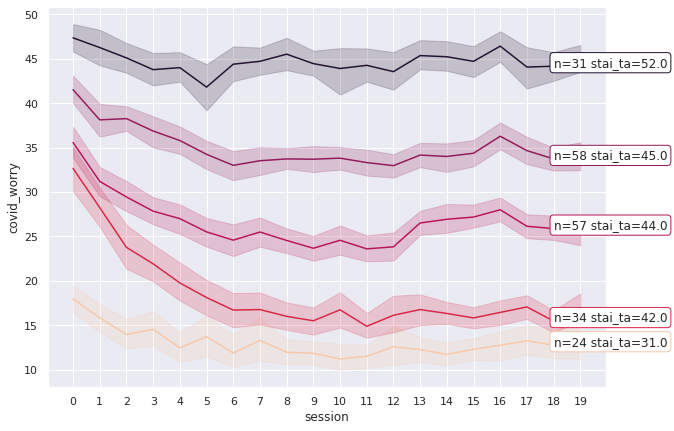 50
45
40
35
30
25
20
15
10
covid_worry
n=31 stai_ta=52.0
n=58 stai_ta=45.0
n=57 stai_ta=44.0
n=34 stai_ta=42.0
n=24 stai_ta=31.0
0 1 2 3 4 5 6 7 8 9 10 11 12 13 14 15 16 17 18 19
session